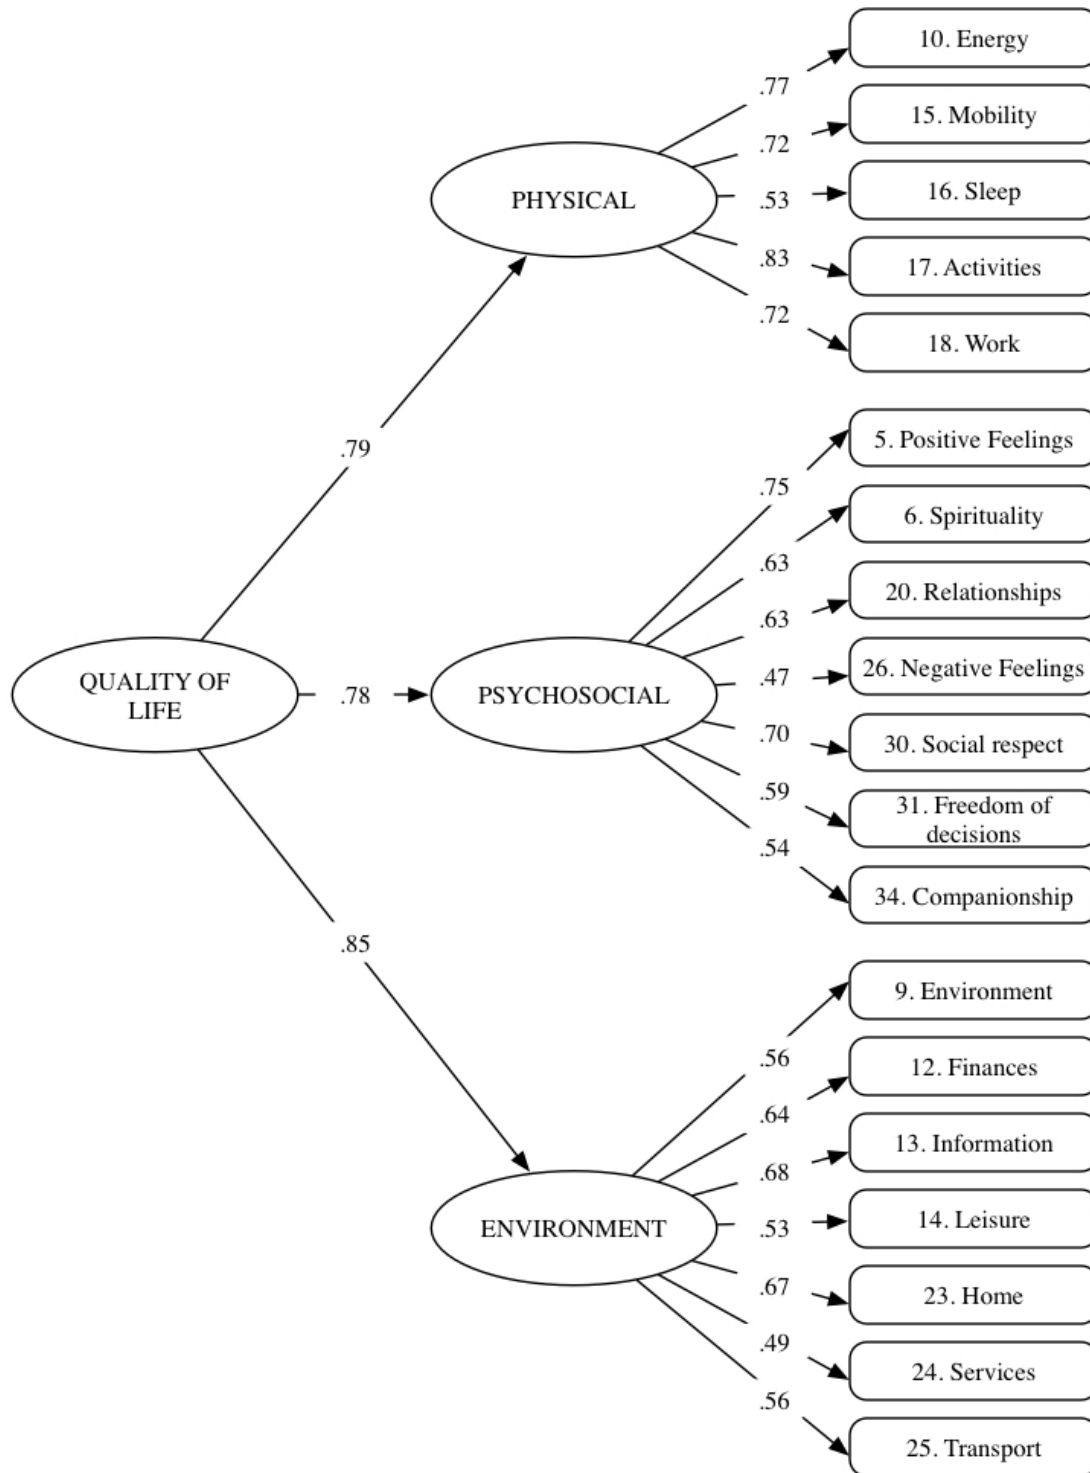 10. Energy
.77
15. Mobility
.72
PHYSICAL
16. Sleep
.53
17. Activities
.83
18. Work
.72
.79
5. Positive Feelings
.75
6. Spirituality
.63
20. Relationships
.63
QUALITY OF
LIFE
.78
PSYCHOSOCIAL
26. Negative Feelings
.47
30. Social respect
.70
31. Freedom of
decisions
.59
34. Companionship
.54
.85
9. Environment
.56
12. Finances
.64
13. Information
.68
ENVIRONMENT
14. Leisure
.53
23. Home
.67
24. Services
.49
25. Transport
.56